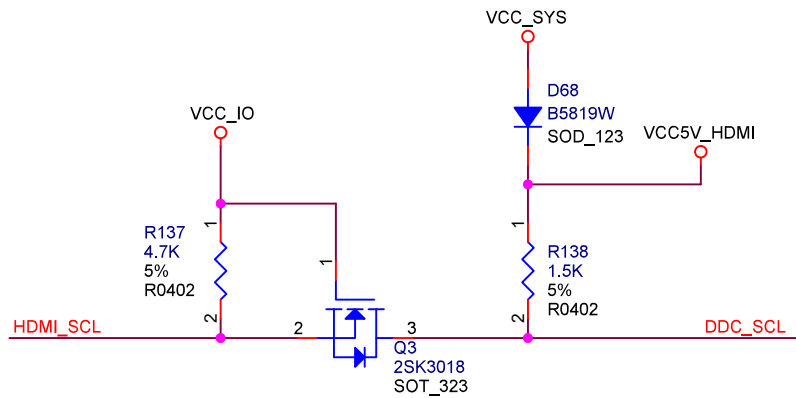 VCC_SYS
D68
B5819W
SOD_123
VCC_IO
VCC5V_HDMI
1
R137
4.7K
5%
R0402
2
1
1
R138
1.5K
5%
R0402
2
HDMI_SCL
2
3
DDC_SCL
Q3
2SK3018
SOT_323